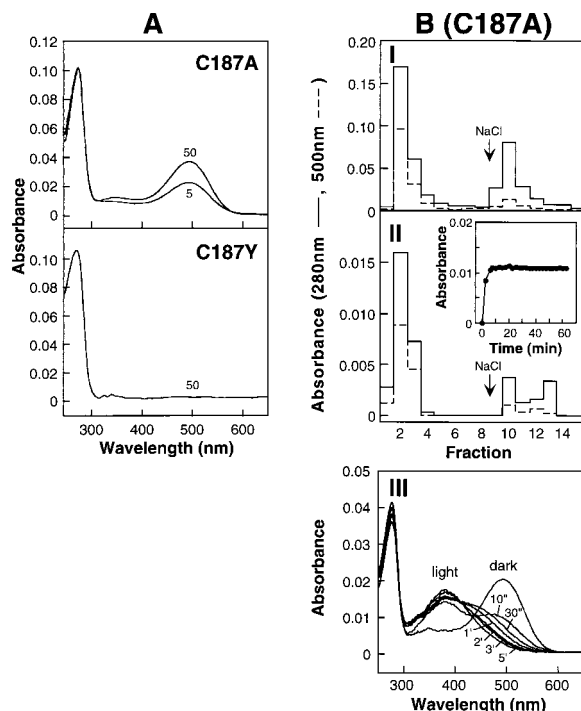 A
C187A
0.12
0.10
0.08
0.06
0.04
0.02
0
50
5
C187Y
0.10
0.08
0.06
0.04
0.02
0
50
300 400 500 600
Wavelength (nm)
Absorbance
B (C187A)
I
0.20
0.15
0.10
0.05
0
NaCl
II
0.015
0.010
0.005
0
NaCl
0.02
0.01
0
Absorbance
0 20 40 60
Time (min)
2 4 6 8 10 12 14
Fraction
Absorbance (280nm —, 500nm ---)
III
0.05
0.04
0.03
0.02
0.01
0
light
dark
10"
30"
1'
2'
3'
5'
300 400 500 600
Wavelength (nm)
Absorbance